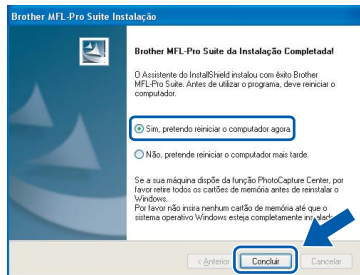 Brother MFL-Pro Suite Instalação
Brother MFL-Pro Suite da Instalação Completada!
O Assistente do InstallShield instalou com êxito Brother
MFL-Pro Suite. Antes de utilizar o programa, deve reiniciar o
computador.
Sim, pretendo reiniciar o computador agora.
Não, pretende reiniciar o computador mais tarde.
Se a sua máquina dispõe da função PhotoCapture Center, por
favor retire todos os cartões de memória antes de reinstalar o
Windows.
Por favor não insira nenhum cartão de memória até que o
sistema operativo Windows esteja completamente
< Anterior
Concluir
Cancelar